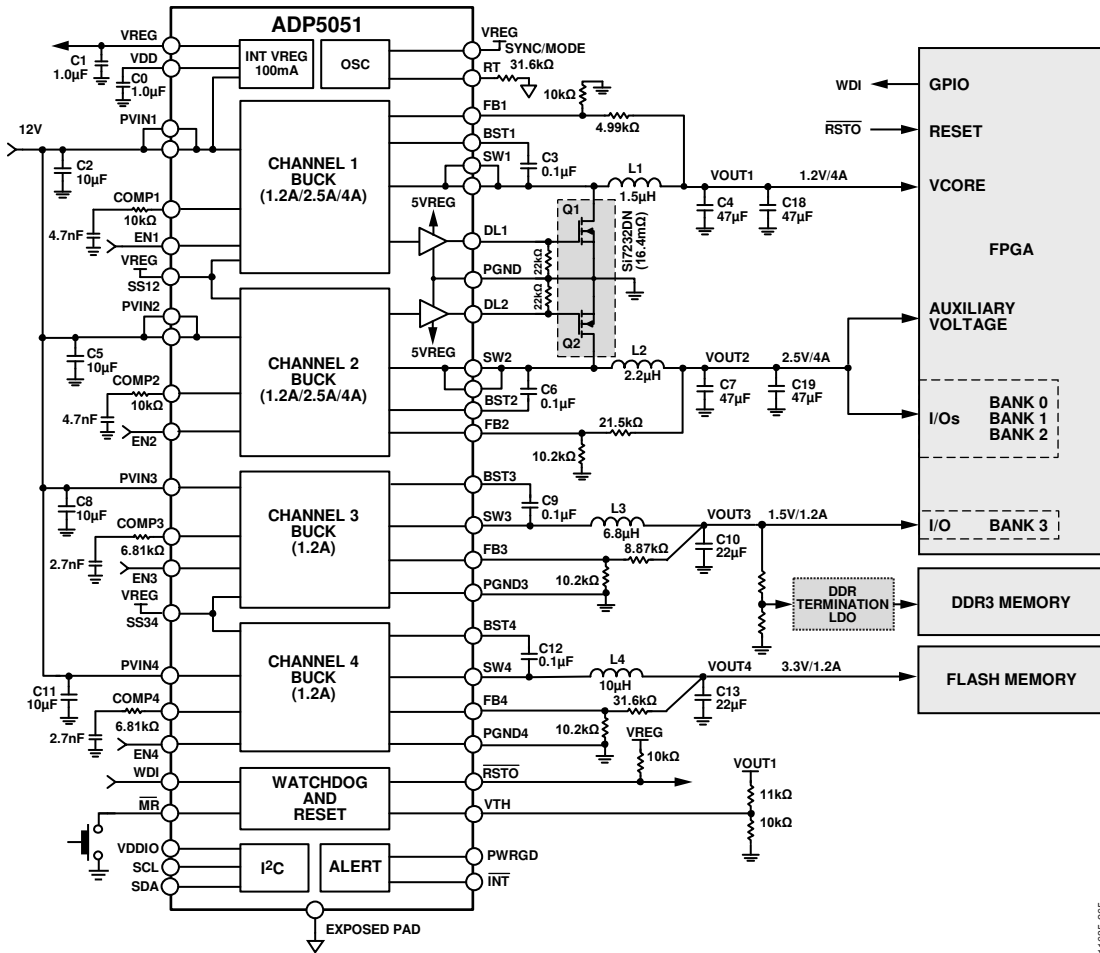 ADP5051
VREG
C1
1.0µF
VDD
C0
1.0µF
INT VREG
100mA
OSC
VREG
SYNC/MODE
RT
31.6kΩ
12V
PVIN1
C2
10µF
COMP1
10kΩ
4.7nF
EN1
VREG
SS12
CHANNEL 1
BUCK
(1.2A/2.5A/4A)
5VREG
FB1
10kΩ
4.99kΩ
BST1
C3
0.1µF
SW1
L1
1.5µH
VOUT1
1.2V/4A
C4
47µF
C18
47µF
DL1
Q1
22kΩ
PGND
22kΩ
Si7232DN
(16.4mΩ)
DL2
Q2
5VREG
PVIN2
C5
10µF
COMP2
10kΩ
4.7nF
EN2
CHANNEL 2
BUCK
(1.2A/2.5A/4A)
SW2
L2
2.2µH
VOUT2
2.5V/4A
C6
0.1µF
BST2
C7
47µF
C19
47µF
FB2
21.5kΩ
10.2kΩ
PVIN3
C8
10µF
COMP3
6.81kΩ
2.7nF
EN3
VREG
SS34
CHANNEL 3
BUCK
(1.2A)
BST3
C9
0.1µF
SW3
L3
6.8µH
VOUT3
1.5V/1.2A
C10
22µF
FB3
8.87kΩ
10.2kΩ
PGND3
PVIN4
C11
10µF
COMP4
6.81kΩ
2.7nF
EN4
CHANNEL 4
BUCK
(1.2A)
BST4
C12
0.1µF
SW4
L4
10µH
VOUT4
3.3V/1.2A
C13
22µF
FB4
31.6kΩ
10.2kΩ
PGND4
VREG
10kΩ
WDI
MR
WATCHDOG
AND
RESET
RSTO
VTH
VOUT1
11kΩ
10kΩ
VDDIO
SCL
SDA
I²C
ALERT
PWRGD
INT
EXPOSED PAD
WDI
GPIO
RSTO
RESET
VCORE
FPGA
AUXILIARY
VOLTAGE
I/Os
BANK 0
BANK 1
BANK 2
I/O
BANK 3
DDR
TERMINATION
LDO
DDR3 MEMORY
FLASH MEMORY